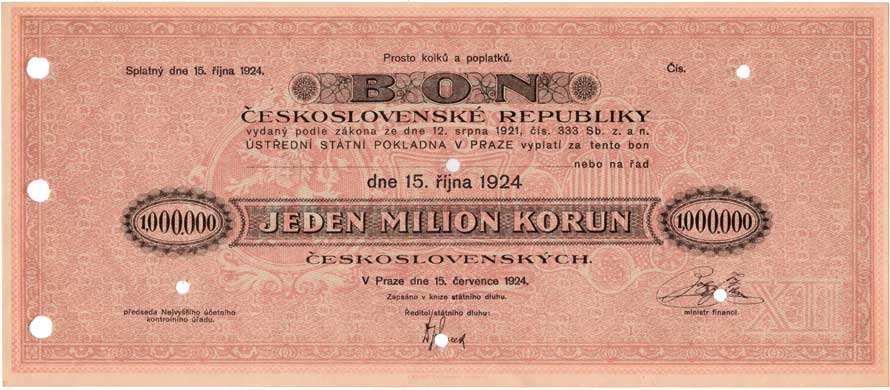 Prosto kolků a poplatků.
Splatný dne 15. října 1924.
Čís.
BON
ČESKOSLOVENSKÉ REPUBLIKY
vydaný podle zákona ze dne 12. srpna 1921, čís. 333 Sb. z. a n.
ÚSTŘEDNÍ STÁTNÍ POKLADNA V PRAZE vyplatí za tento bon
nebo na řad
dne 15. října 1924
1,000.000 JEDEN MILION KORUN 1,000.000
ČESKOSLOVENSKÝCH.
V Praze dne 15. července 1924.
Zapsáno v knize státního dluhu.
předseda Nejvyššího účetního
kontrolního úřadu.
Ředitel státního dluhu:
ministr financí.
XII